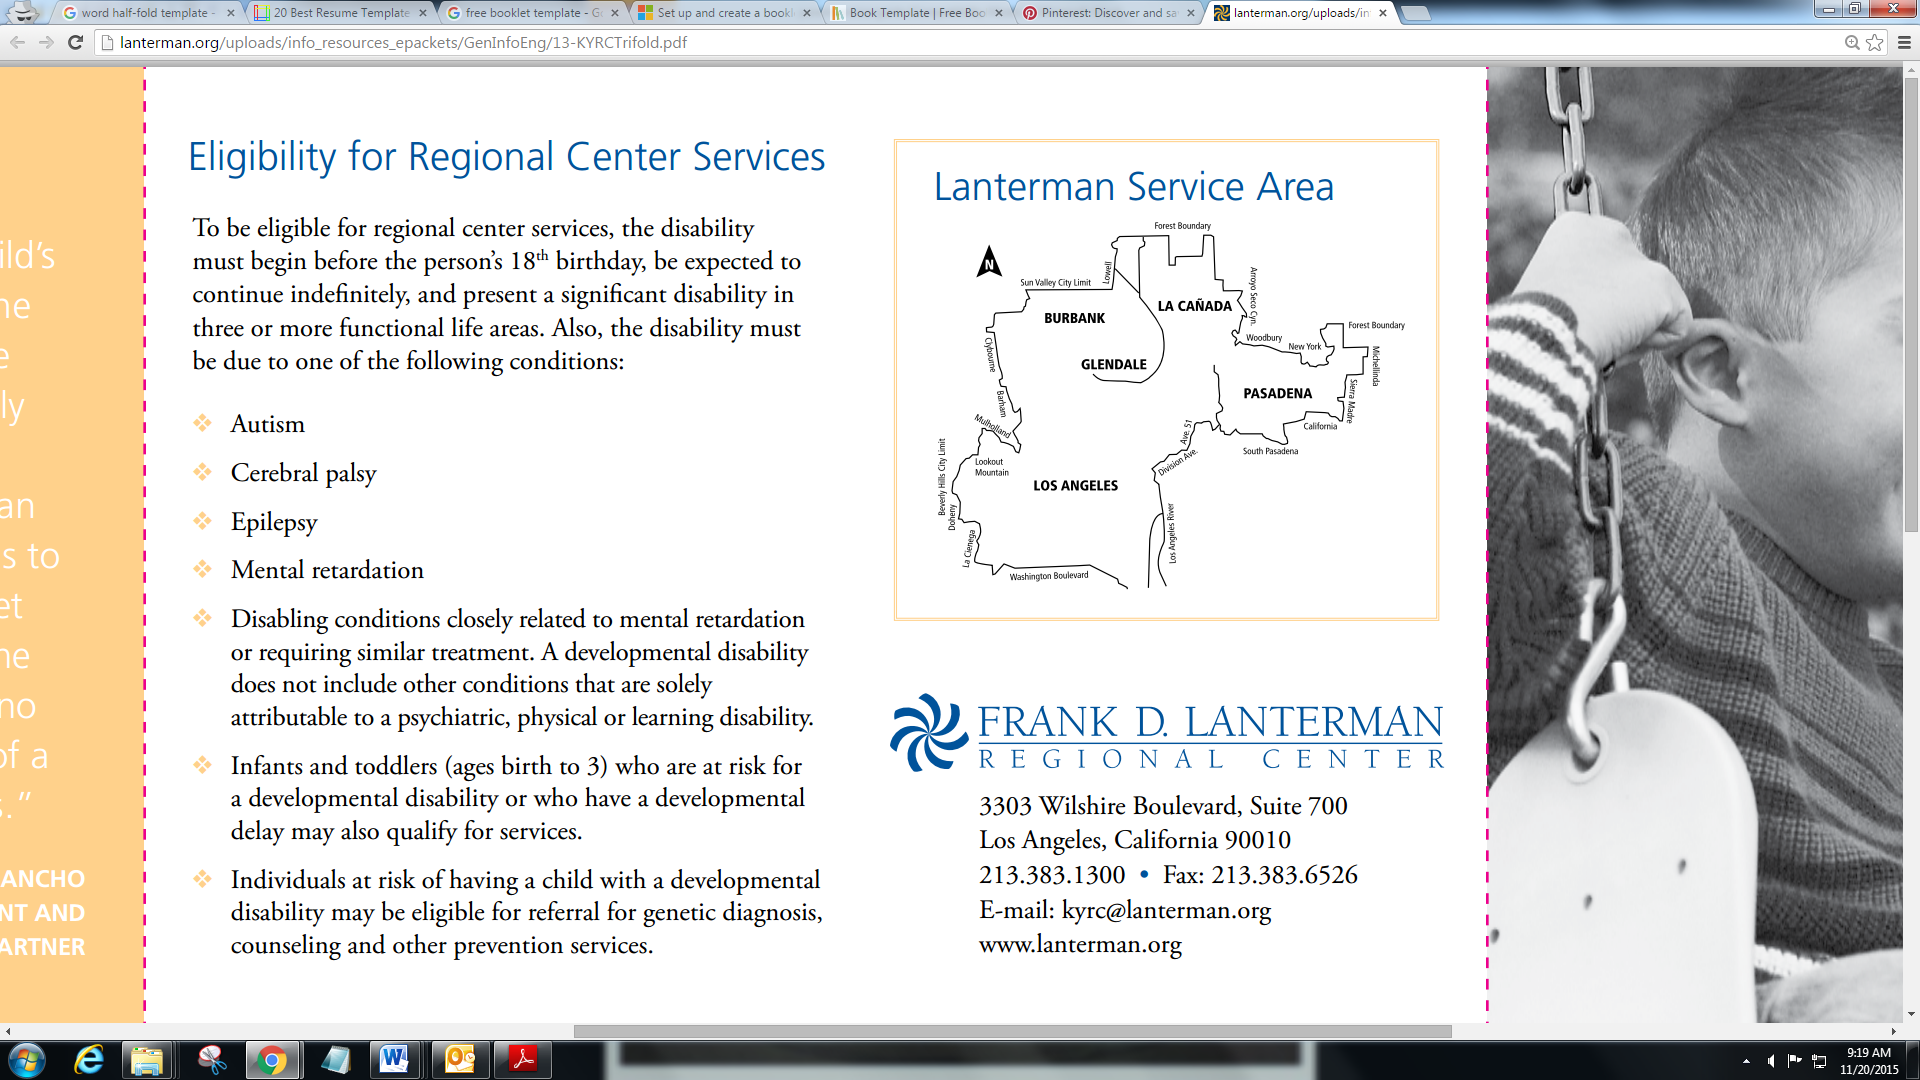 word half-fold template -
20 Best Resume Template
free booklet template - G
Set up and create a bookl
Book Template | Free Boo
Pinterest: Discover and sa
lanterman.org/uploads/in
lanterman.org/uploads/info_resources_epackets/GenInfoEng/13-KYRCTrifold.pdf
ild's
ne
e
ly
an
s to
et
ne
no
of a
s."
ANCHO
NT AND
ARTNER
Eligibility for Regional Center Services
To be eligible for regional center services, the disability
must begin before the person's 18th birthday, be expected to
continue indefinitely, and present a significant disability in
three or more functional life areas. Also, the disability must
be due to one of the following conditions:
❖ Autism
❖ Cerebral palsy
❖ Epilepsy
❖ Mental retardation
❖ Disabling conditions closely related to mental retardation
or requiring similar treatment. A developmental disability
does not include other conditions that are solely
attributable to a psychiatric, physical or learning disability.
❖ Infants and toddlers (ages birth to 3) who are at risk for
a developmental disability or who have a developmental
delay may also qualify for services.
❖ Individuals at risk of having a child with a developmental
disability may be eligible for referral for genetic diagnosis,
counseling and other prevention services.
Lanterman Service Area
Forest Boundary
N
Lowell
Sun Valley City Limit
Arroyo Seco Cyn.
LA CAÑADA
BURBANK
Forest Boundary
Woodbury
New York
Clybourne
GLENDALE
Michellinda
PASADENA
Sierra Madre
Barham
California
Mulholland
Ave. 51
South Pasadena
Division Ave.
Lookout
Mountain
Beverly Hills City Limit
LOS ANGELES
Doheny
Los Angeles River
La Cienega
Washington Boulevard
FRANK D. LANTERMAN
REGIONAL CENTER
3303 Wilshire Boulevard, Suite 700
Los Angeles, California 90010
213.383.1300 • Fax: 213.383.6526
E-mail: kyrc@lanterman.org
www.lanterman.org
9:19 AM
11/20/2015